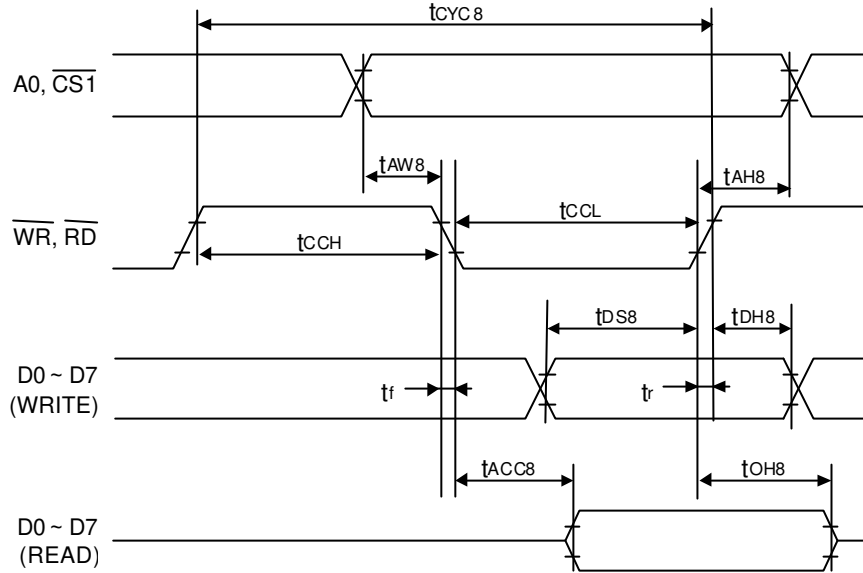 tCYC8
A0, CS1
tAW8
tAH8
WR, RD
tCCL
tCCH
tDS8
tDH8
D0 ~ D7
(WRITE)
tf
tr
tACC8
tOH8
D0 ~ D7
(READ)